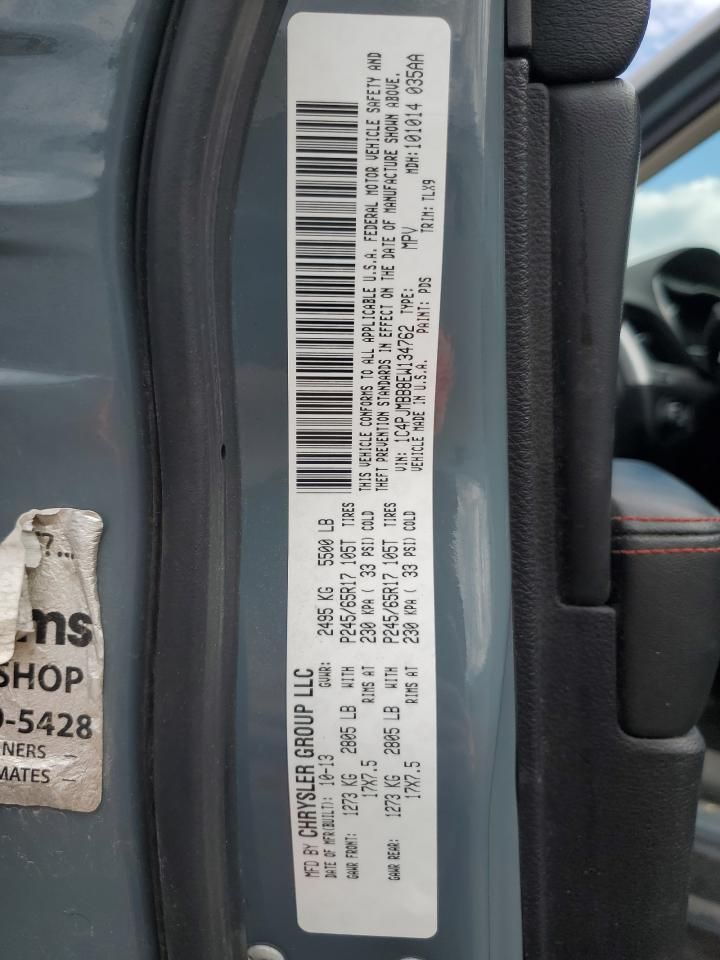 MFD BY CHRYSLER GROUP LLC
DATE OF MFR(BUILT): 10-13 GVWR: 2495 KG 5500 LB
GAWR FRONT: 1273 KG 2805 LB WITH P245/65R17 105T TIRES
17X7.5 RIMS AT 230 KPA ( 33 PSI) COLD
GAWR REAR: 1273 KG 2805 LB WITH P245/65R17 105T TIRES
17X7.5 RIMS AT 230 KPA ( 33 PSI) COLD
THIS VEHICLE CONFORMS TO ALL APPLICABLE U.S.A. FEDERAL MOTOR VEHICLE SAFETY AND
THEFT PREVENTION STANDARDS IN EFFECT ON THE DATE OF MANUFACTURE SHOWN ABOVE.
VIN: 1C4PJMBB8EW134762 TYPE: MPV MDH:101014 035AA
VEHICLE MADE IN U.S.A. PAINT: PDS TRIM: TLX9
?...
ms
SHOP
-5428
NERS –
MATES –